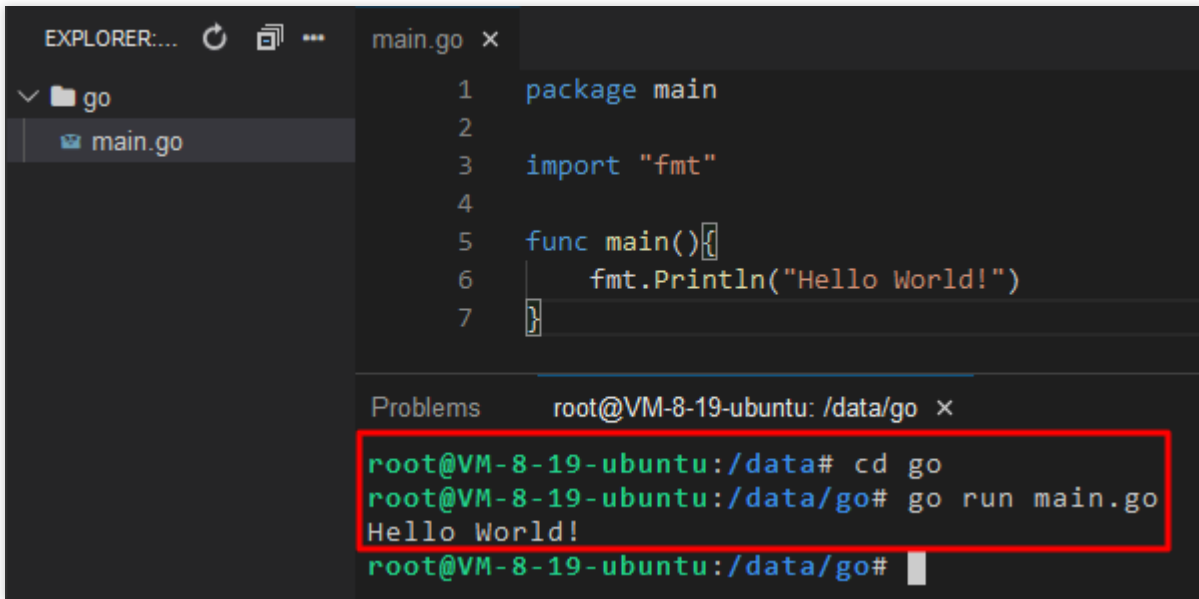 EXPLORER:...
go
main.go
main.go ×
1 package main
2
3 import "fmt"
4
5 func main(){
6     fmt.Println("Hello World!")
7 }
Problems root@VM-8-19-ubuntu: /data/go ×
root@VM-8-19-ubuntu:/data# cd go
root@VM-8-19-ubuntu:/data/go# go run main.go
Hello World!
root@VM-8-19-ubuntu:/data/go#